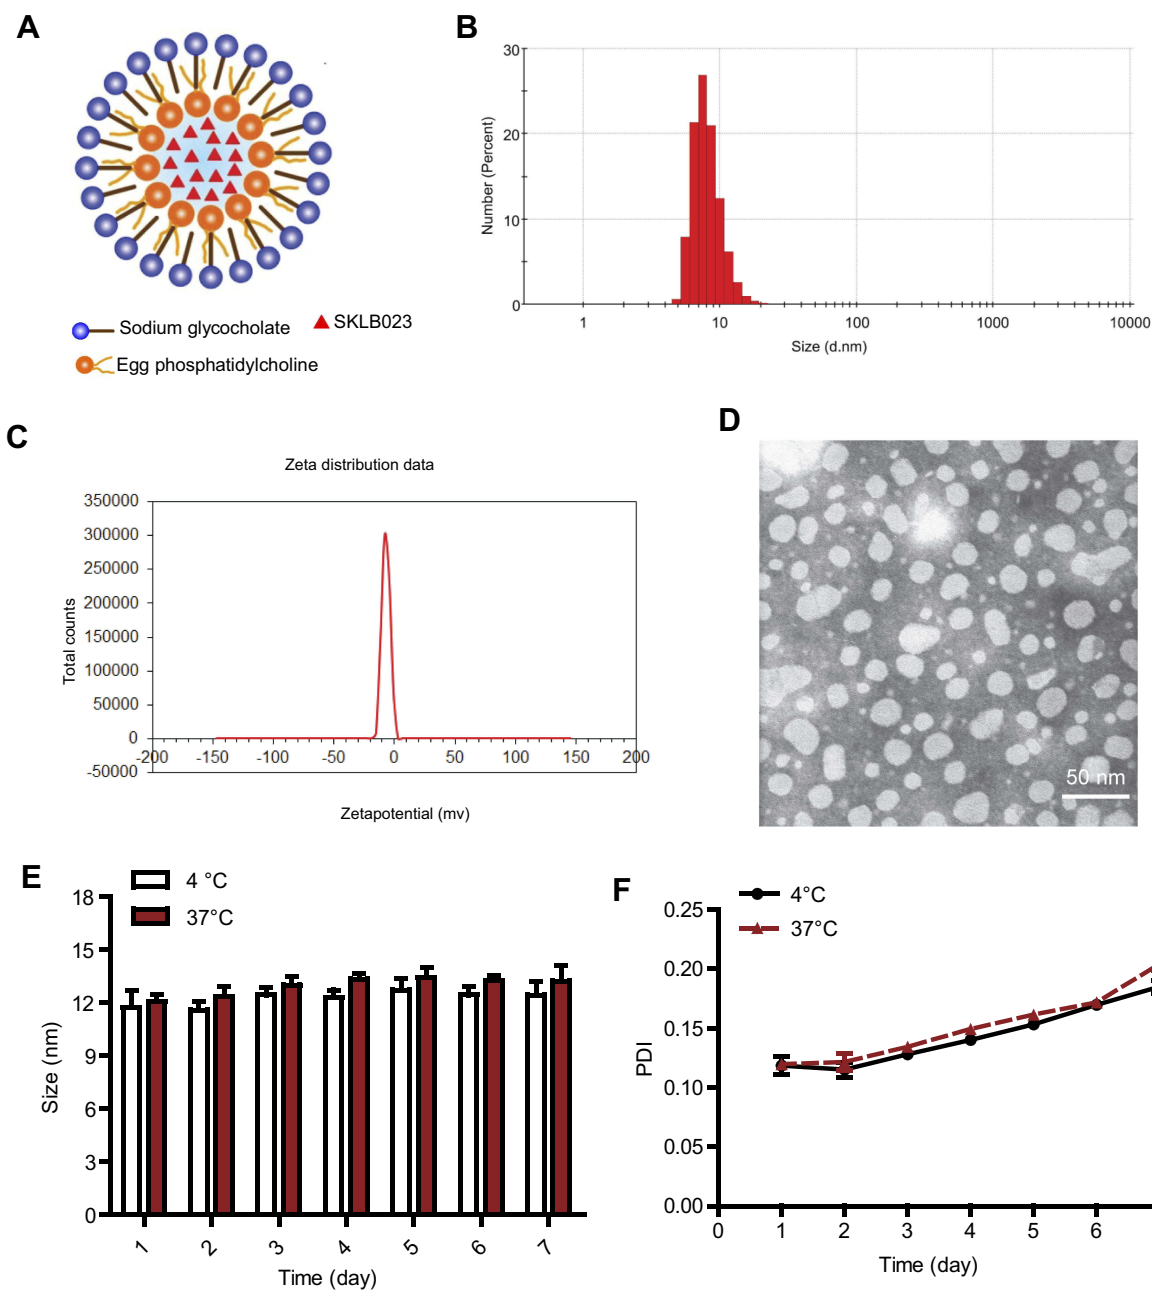 A
Sodium glycocholate
SKLB023
Egg phosphatidylcholine
B
30
20
10
0
Number (Percent)
1
10
100
1000
10000
Size (d.nm)
C
Zeta distribution data
350000
300000
250000
200000
150000
100000
50000
0
-50000
Total counts
-200
-150
-100
-50
0
50
100
150
200
Zetapotential (mv)
D
50 nm
E
4 °C
37°C
18
15
12
9
6
3
0
Size (nm)
1
2
3
4
5
6
7
Time (day)
F
4°C
37°C
0.25
0.20
0.15
0.10
0.05
0.00
PDI
0
1
2
3
4
5
6
Time (day)